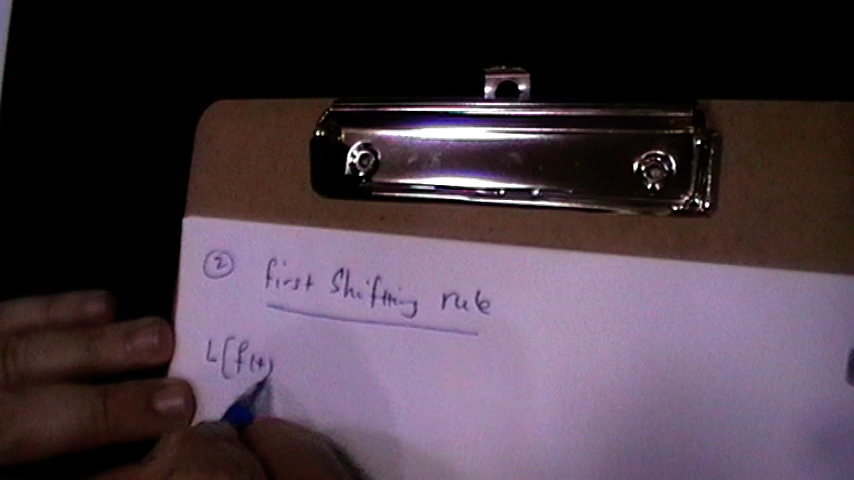 ② first Shifting rule
L[f(t)